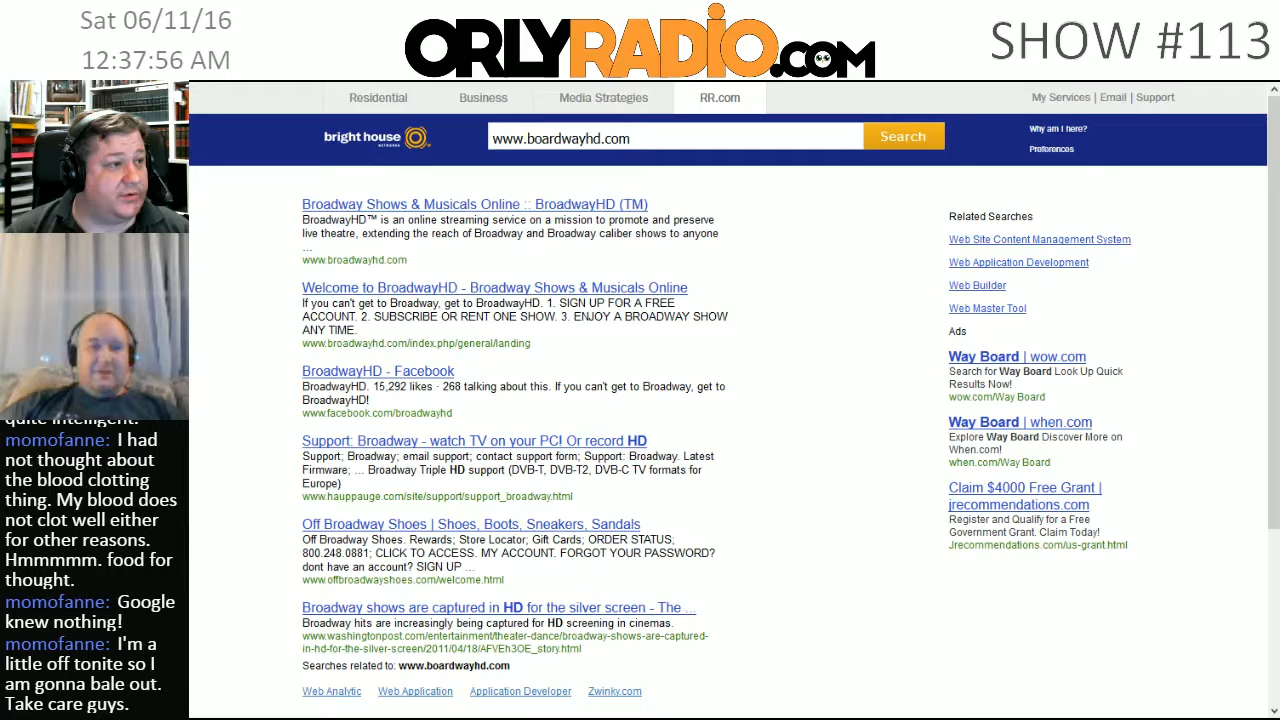 Sat 06/11/16
12:37:56 AM
ORLYRADIO.COM
SHOW #113
Residential
Business
Media Strategies
RR.com
My Services | Email | Support
bright house
NETWORKS
www.boardwayhd.com
Search
Why am I here?
Preferences
Broadway Shows & Musicals Online :: BroadwayHD (TM)
BroadwayHD™ is an online streaming service on a mission to promote and preserve
live theatre, extending the reach of Broadway and Broadway caliber shows to anyone
...
www.broadwayhd.com
Welcome to BroadwayHD - Broadway Shows & Musicals Online
If you can't get to Broadway, get to BroadwayHD. 1. SIGN UP FOR A FREE
ACCOUNT. 2. SUBSCRIBE OR RENT ONE SHOW. 3. ENJOY A BROADWAY SHOW
ANY TIME.
www.broadwayhd.com/index.php/general/landing
BroadwayHD - Facebook
BroadwayHD. 15,292 likes · 268 talking about this. If you can't get to Broadway, get to
BroadwayHD!
www.facebook.com/broadwayhd
Support: Broadway - watch TV on your PC! Or record HD
Support; Broadway; email support; contact support form; Support: Broadway. Latest
Firmware; ... Broadway Triple HD support (DVB-T, DVB-T2, DVB-C TV formats for
Europe)
www.hauppauge.com/site/support/support_broadway.html
Off Broadway Shoes | Shoes, Boots, Sneakers, Sandals
Off Broadway Shoes. Rewards; Store Locator; Gift Cards; ORDER STATUS;
800.248.0881; CLICK TO ACCESS. MY ACCOUNT. FORGOT YOUR PASSWORD?
dont have an account? SIGN UP ...
www.offbroadwayshoes.com/welcome.html
Broadway shows are captured in HD for the silver screen - The ...
Broadway hits are increasingly being captured for HD screening in cinemas.
www.washingtonpost.com/entertainment/theater-dance/broadway-shows-are-captured-
in-hd-for-the-silver-screen/2011/04/18/AFVEh3OE_story.html
Searches related to: www.boardwayhd.com
Web Analytic
Web Application
Application Developer
Zwinky.com
Related Searches
Web Site Content Management System
Web Application Development
Web Builder
Web Master Tool
Ads
Way Board | wow.com
Search for Way Board Look Up Quick
Results Now!
wow.com/Way Board
Way Board | when.com
Explore Way Board Discover More on
When.com!
when.com/Way Board
Claim $4000 Free Grant |
jrecommendations.com
Register and Qualify for a Free
Government Grant. Claim Today!
Jrecommendations.com/us-grant.html
quite intelligent.
momofanne: I had
not thought about
the blood clotting
thing. My blood does
not clot well either
for other reasons.
Hmmmmm. food for
thought.
momofanne: Google
knew nothing!
momofanne: I'm a
little off tonite so I
am gonna bale out.
Take care guys.